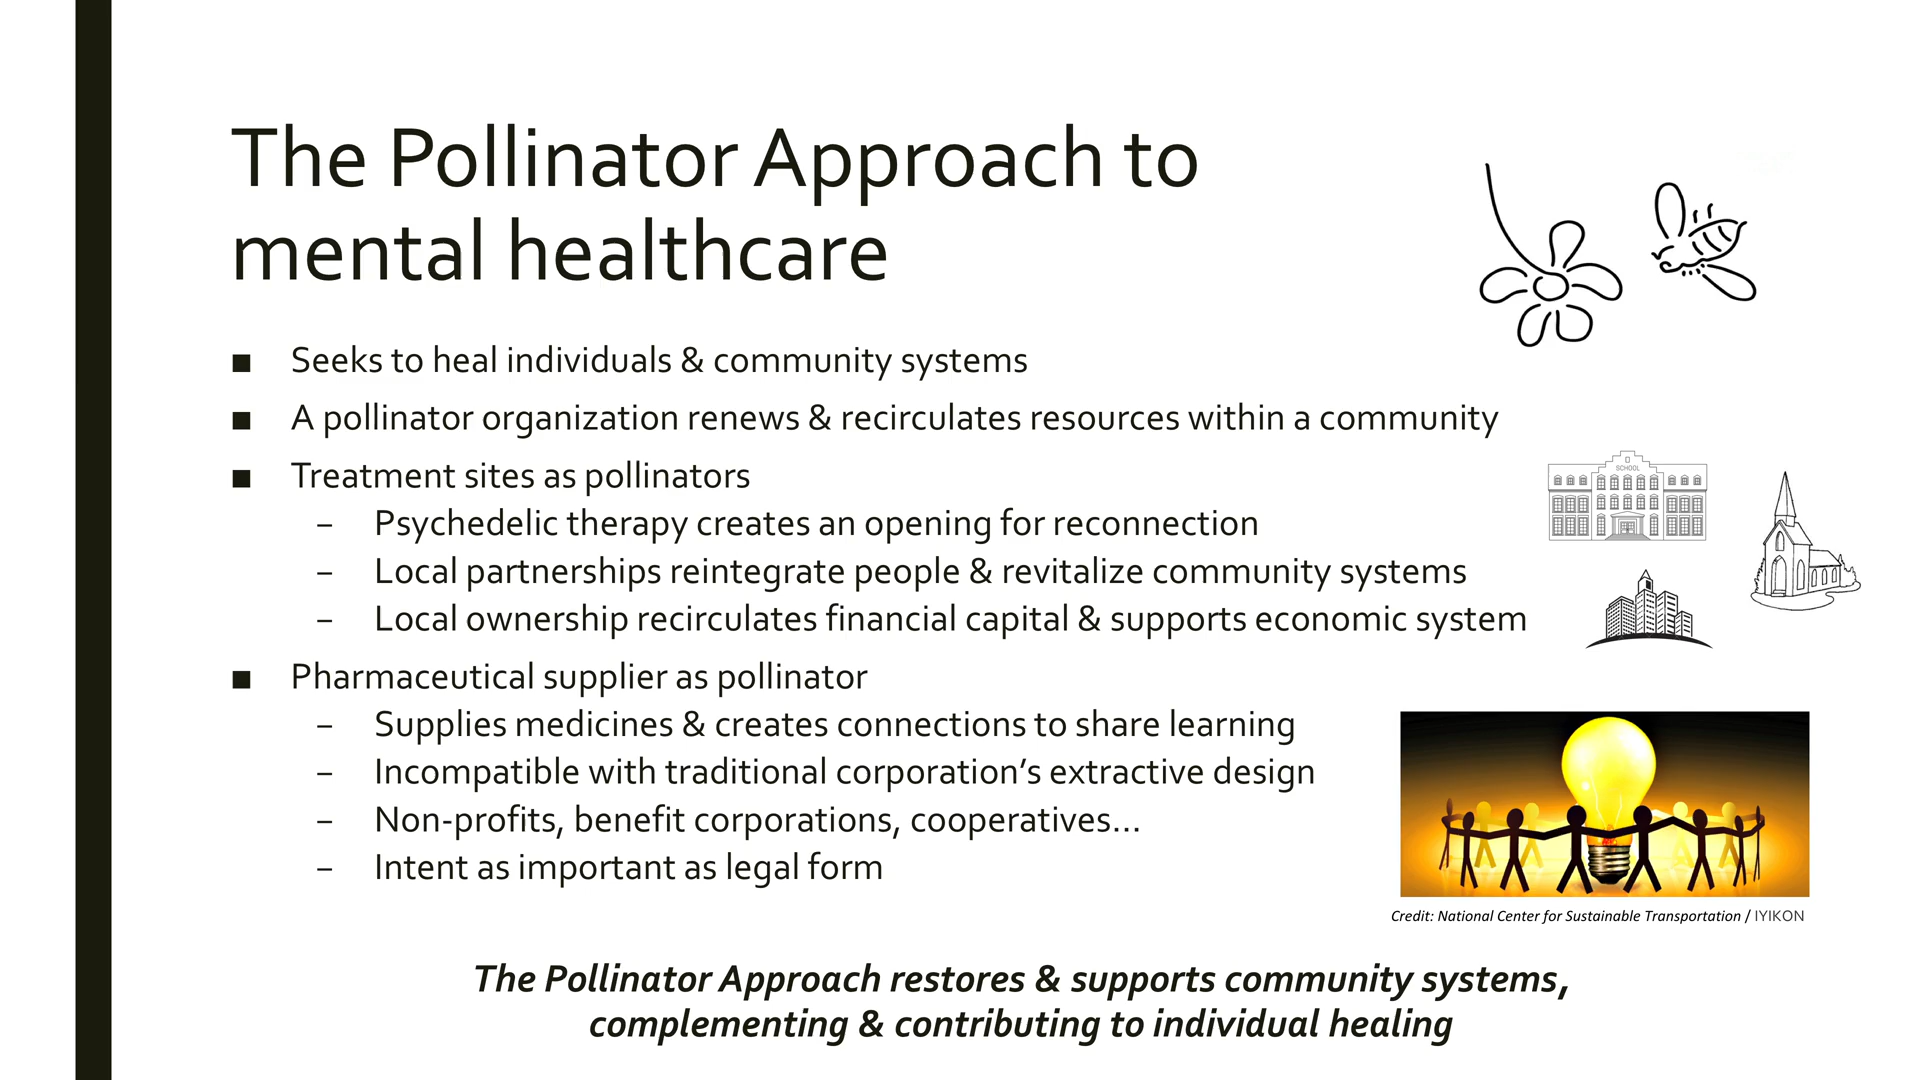 The Pollinator Approach to
mental healthcare
■ Seeks to heal individuals & community systems
■ A pollinator organization renews & recirculates resources within a community
■ Treatment sites as pollinators
– Psychedelic therapy creates an opening for reconnection
– Local partnerships reintegrate people & revitalize community systems
– Local ownership recirculates financial capital & supports economic system
SCHOOL
■ Pharmaceutical supplier as pollinator
– Supplies medicines & creates connections to share learning
– Incompatible with traditional corporation’s extractive design
– Non-profits, benefit corporations, cooperatives…
– Intent as important as legal form
Credit: National Center for Sustainable Transportation / IYIKON
The Pollinator Approach restores & supports community systems,
complementing & contributing to individual healing